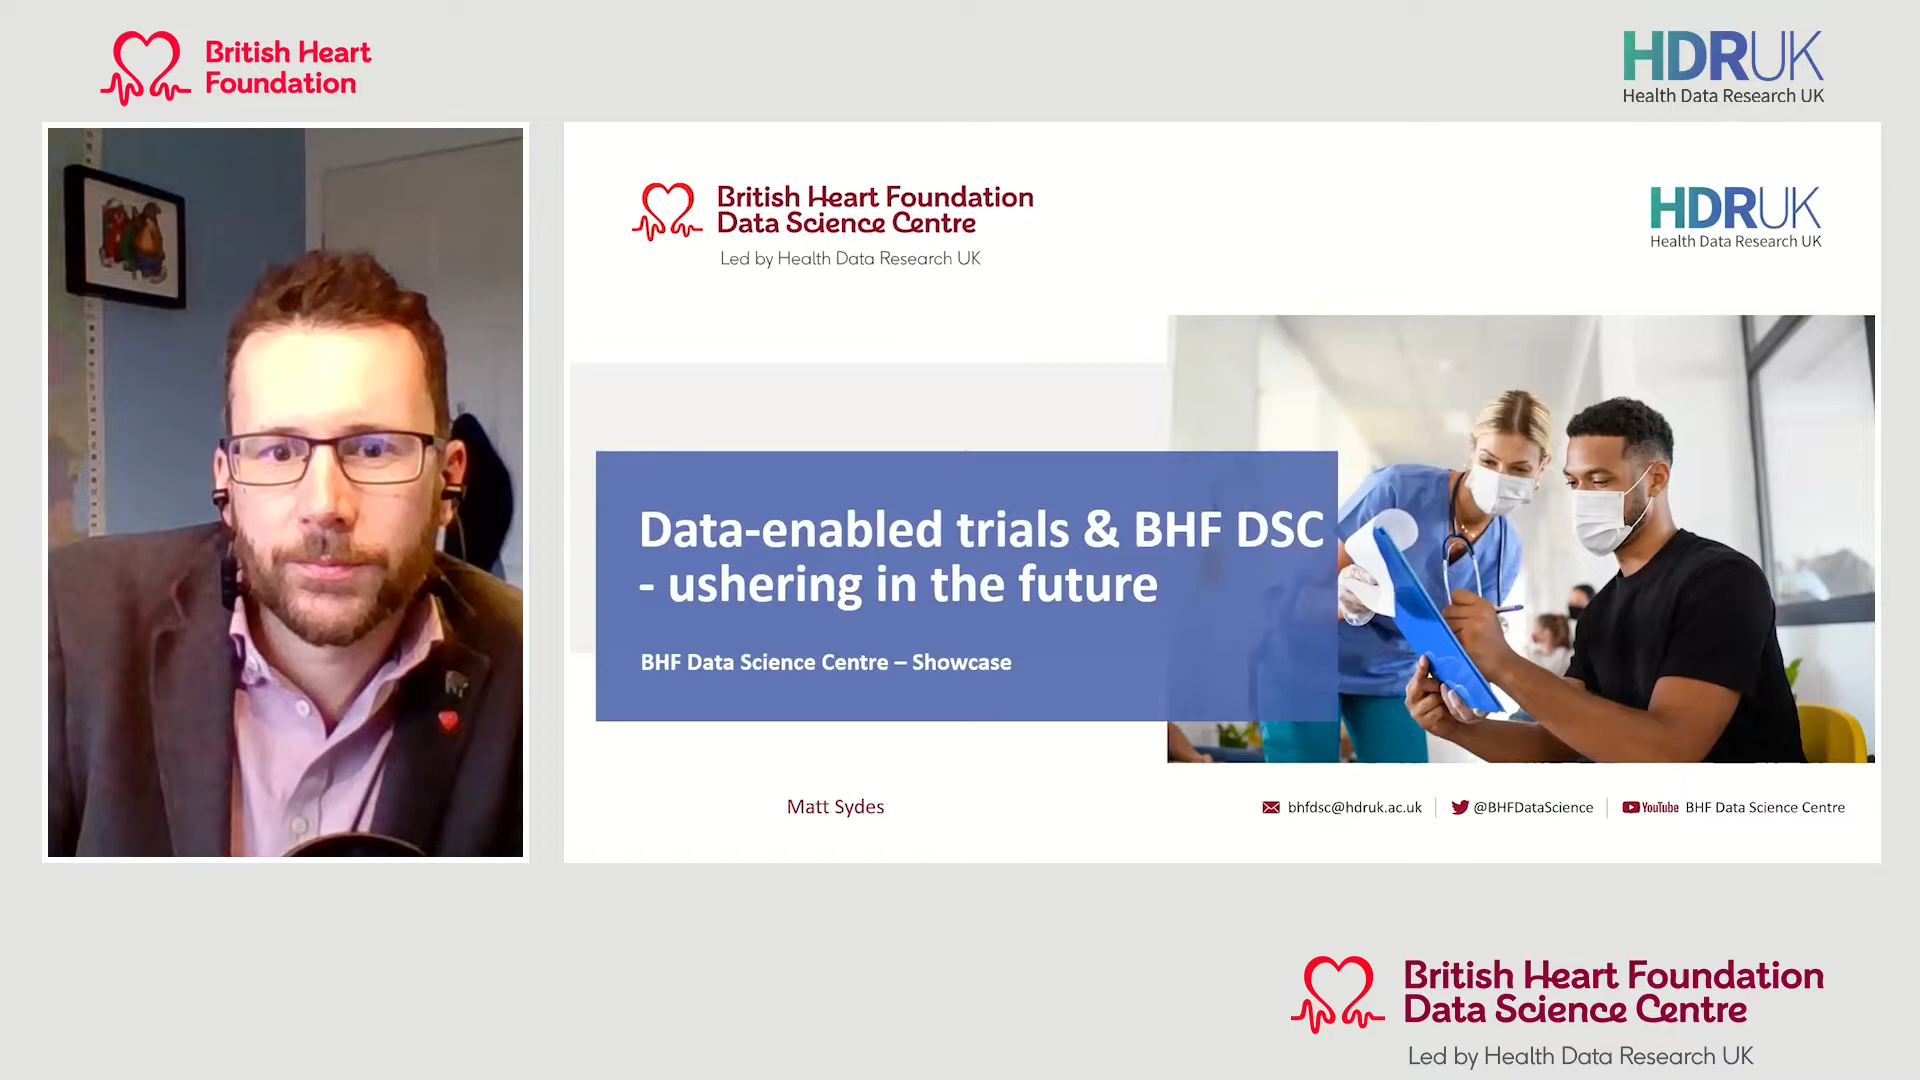 British Heart
Foundation
HDRUK
Health Data Research UK
British Heart Foundation
Data Science Centre
Led by Health Data Research UK
HDRUK
Health Data Research UK
Data-enabled trials & BHF DSC
- ushering in the future
BHF Data Science Centre – Showcase
Matt Sydes
bhfdsc@hdruk.ac.uk
@BHFDataScience
YouTube BHF Data Science Centre
British Heart Foundation
Data Science Centre
Led by Health Data Research UK